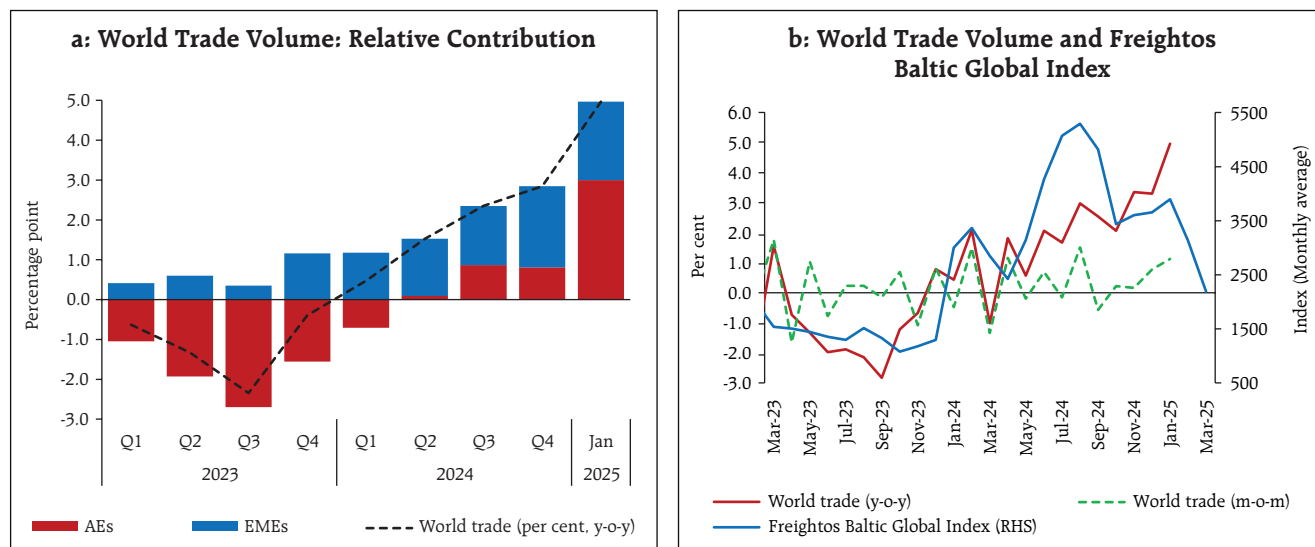 a: World Trade Volume: Relative Contribution
Percentage point
5.0
4.0
3.0
2.0
1.0
0.0
-1.0
-2.0
-3.0
Q1 Q2 Q3 Q4 Q1 Q2 Q3 Q4 Jan
2023 2024 2025
AEs EMEs World trade (per cent, y-o-y)
b: World Trade Volume and Freightos
Baltic Global Index
Per cent
6.0
5.0
4.0
3.0
2.0
1.0
0.0
-1.0
-2.0
-3.0
5500
4500
3500
2500
1500
500
Index (Monthly average)
Mar-23 May-23 Jul-23 Sep-23 Nov-23 Jan-24 Mar-24 May-24 Jul-24 Sep-24 Nov-24 Jan-25 Mar-25
World trade (y-o-y) World trade (m-o-m)
Freightos Baltic Global Index (RHS)